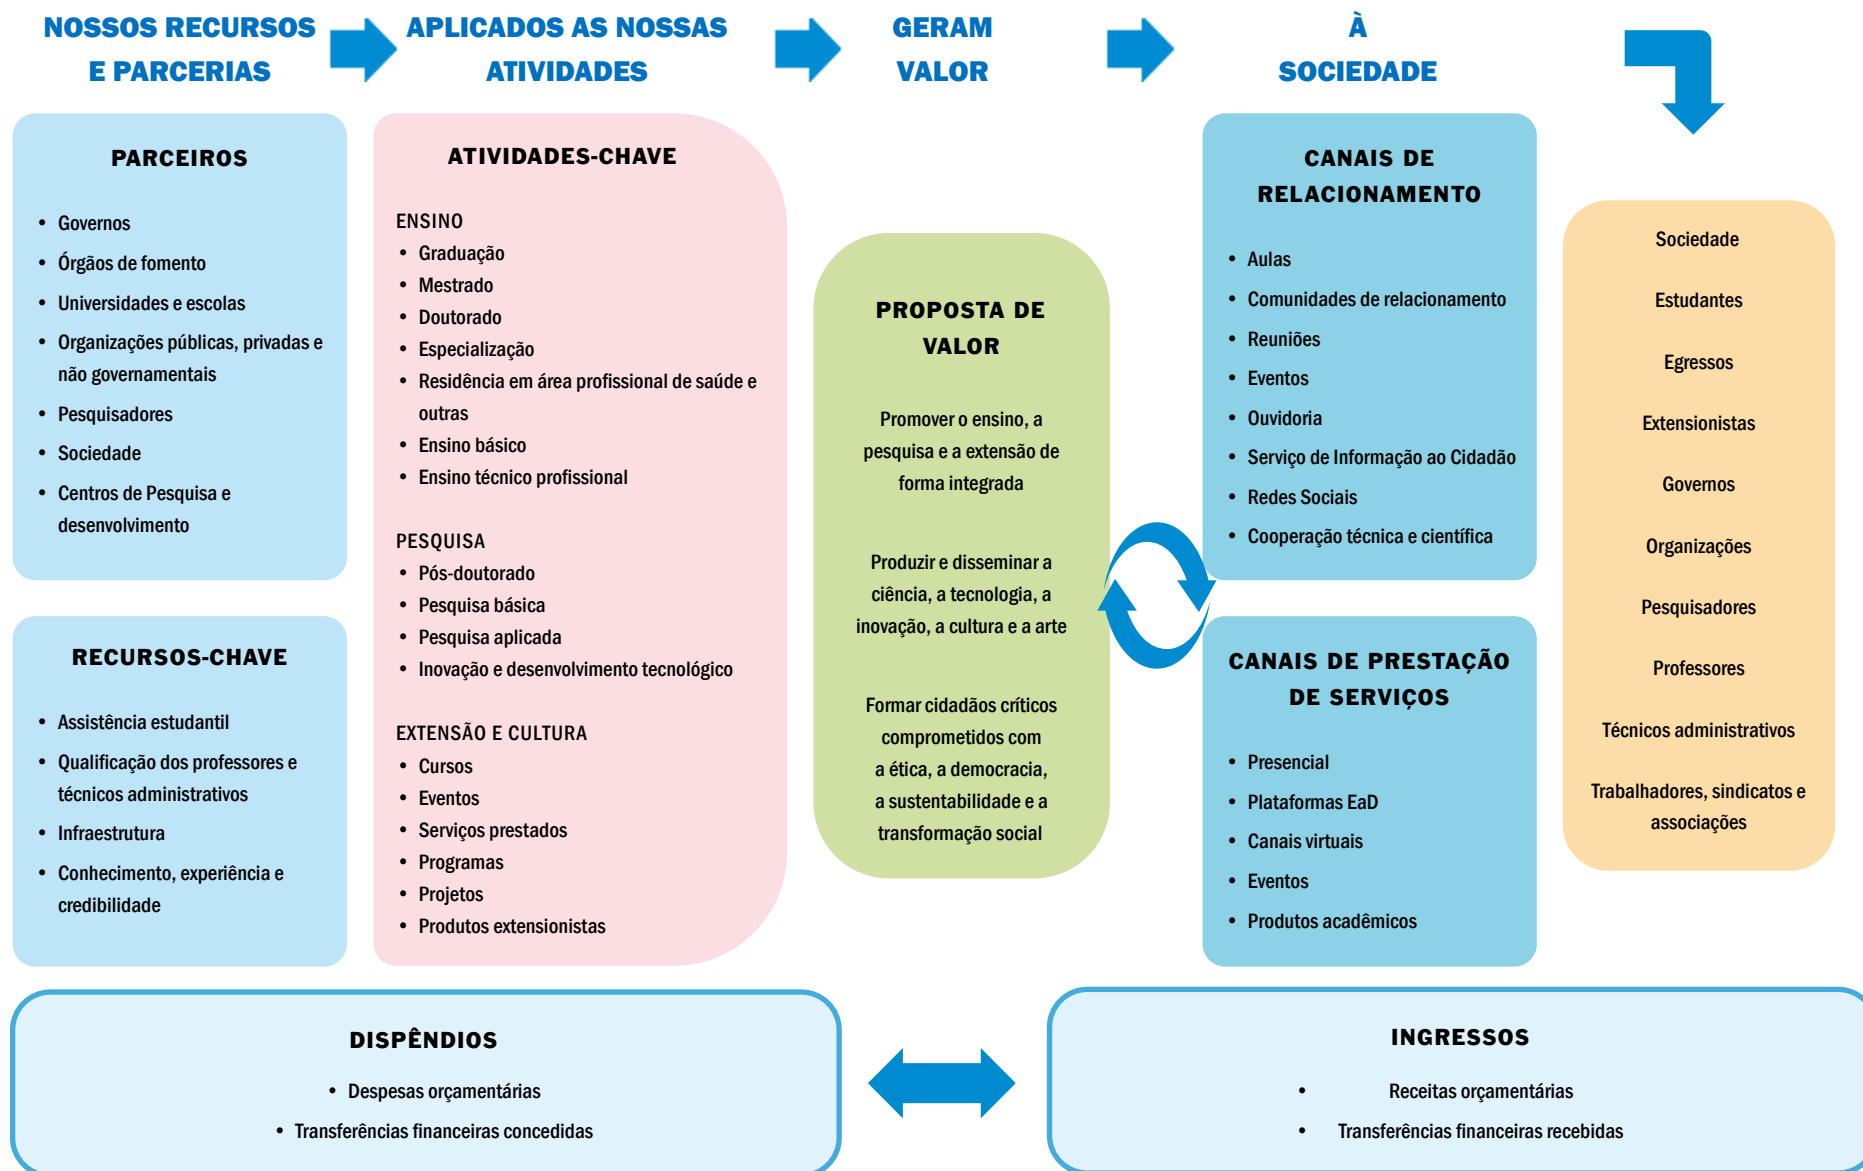 NOSSOS RECURSOS
E PARCERIAS
APLICADOS AS NOSSAS
ATIVIDADES
GERAM
VALOR
À
SOCIEDADE
PARCEIROS
• Governos
• Órgãos de fomento
• Universidades e escolas
• Organizações públicas, privadas e
não governamentais
• Pesquisadores
• Sociedade
• Centros de Pesquisa e
desenvolvimento
RECURSOS-CHAVE
• Assistência estudantil
• Qualificação dos professores e
técnicos administrativos
• Infraestrutura
• Conhecimento, experiência e
credibilidade
ATIVIDADES-CHAVE
ENSINO
• Graduação
• Mestrado
• Doutorado
• Especialização
• Residência em área profissional de saúde e
outras
• Ensino básico
• Ensino técnico profissional
PESQUISA
• Pós-doutorado
• Pesquisa básica
• Pesquisa aplicada
• Inovação e desenvolvimento tecnológico
EXTENSÃO E CULTURA
• Cursos
• Eventos
• Serviços prestados
• Programas
• Projetos
• Produtos extensionistas
PROPOSTA DE
VALOR
Promover o ensino, a
pesquisa e a extensão de
forma integrada
Produzir e disseminar a
ciência, a tecnologia, a
inovação, a cultura e a arte
Formar cidadãos críticos
comprometidos com
a ética, a democracia,
a sustentabilidade e a
transformação social
CANAIS DE
RELACIONAMENTO
• Aulas
• Comunidades de relacionamento
• Reuniões
• Eventos
• Ouvidoria
• Serviço de Informação ao Cidadão
• Redes Sociais
• Cooperação técnica e científica
CANAIS DE PRESTAÇÃO
DE SERVIÇOS
• Presencial
• Plataformas EaD
• Canais virtuais
• Eventos
• Produtos acadêmicos
Sociedade
Estudantes
Egressos
Extensionistas
Governos
Organizações
Pesquisadores
Professores
Técnicos administrativos
Trabalhadores, sindicatos e
associações
DISPÊNDIOS
• Despesas orçamentárias
• Transferências financeiras concedidas
INGRESSOS
• Receitas orçamentárias
• Transferências financeiras recebidas